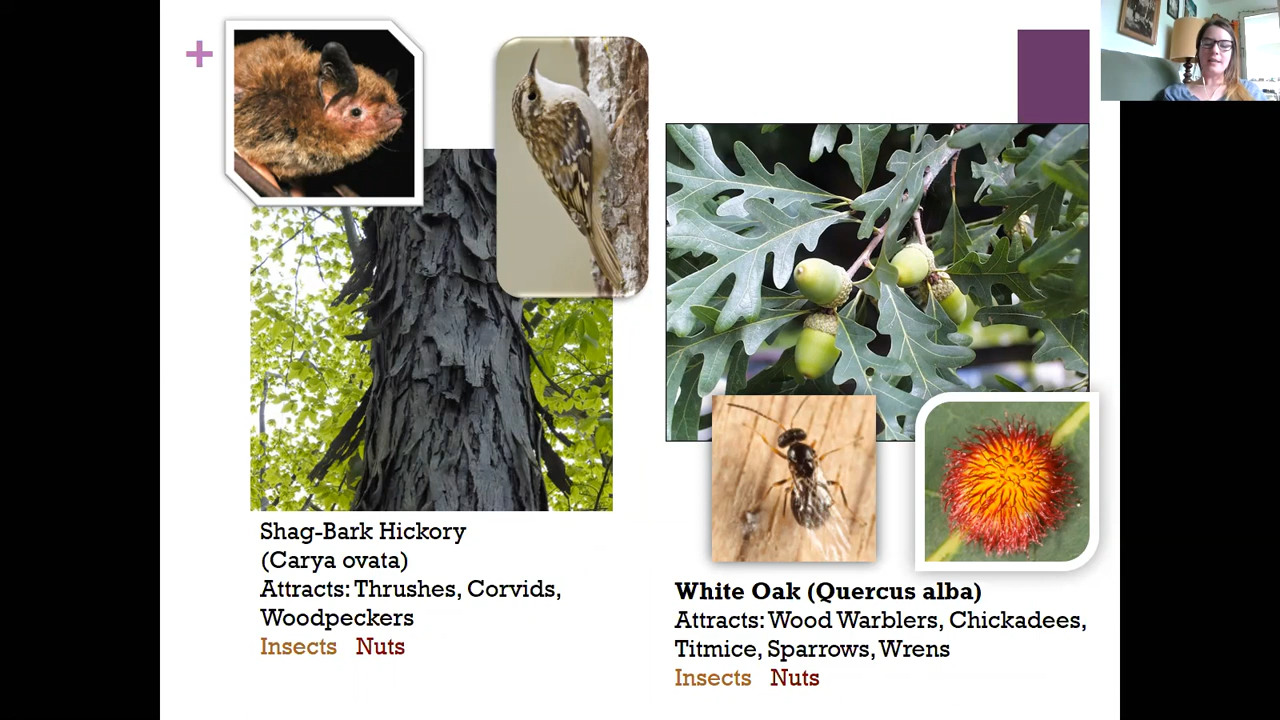 Shag-Bark Hickory
(Carya ovata)
Attracts: Thrushes, Corvids,
Woodpeckers
Insects Nuts
White Oak (Quercus alba)
Attracts: Wood Warblers, Chickadees,
Titmice, Sparrows, Wrens
Insects Nuts